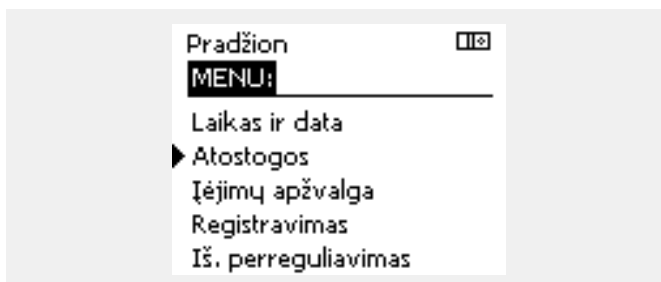 Pradžion
MENU:
Laikas ir data
Atostogos
Įėjimų apžvalga
Registravimas
Iš. perreguliavimas